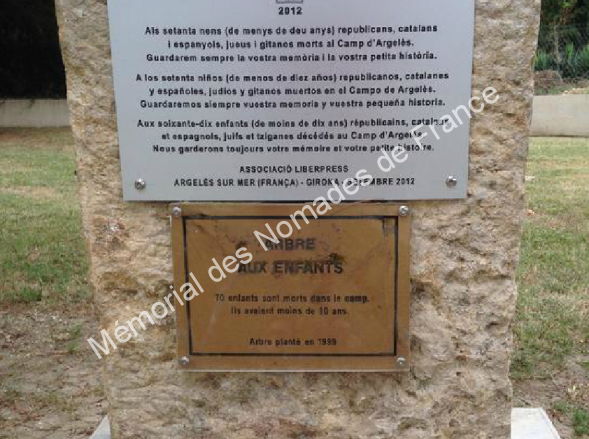 2012
Als setanta nens (de menys de deu anys) republicans, catalans
i espanyols, jueus i gitanos morts al Camp d'Argelès.
Guardarem sempre la vostra memòria i la vostra petita història.
A los setenta niños (de menos de diez años) republicanos, catalanes
y españoles, judíos y gitanos muertos en el Campo de Argelès.
Guardaremos siempre vuestra memoria y vuestra pequeña historia.
Aux soixante-dix enfants (de moins de dix ans) républicains, catalans
et espagnols, juifs et tziganes décédés au Camp d'Argelès.
Nous garderons toujours votre mémoire et votre petite histoire.
ASSOCIACIÓ LIBERPRESS
ARGELÈS SUR MER (FRANÇA) - GIRONA - DESEMBRE 2012
ARBRE
AUX ENFANTS
70 enfants sont morts dans le camp.
Ils avaient moins de 10 ans.
Arbre planté en 1999
Mémorial des Nomades de France